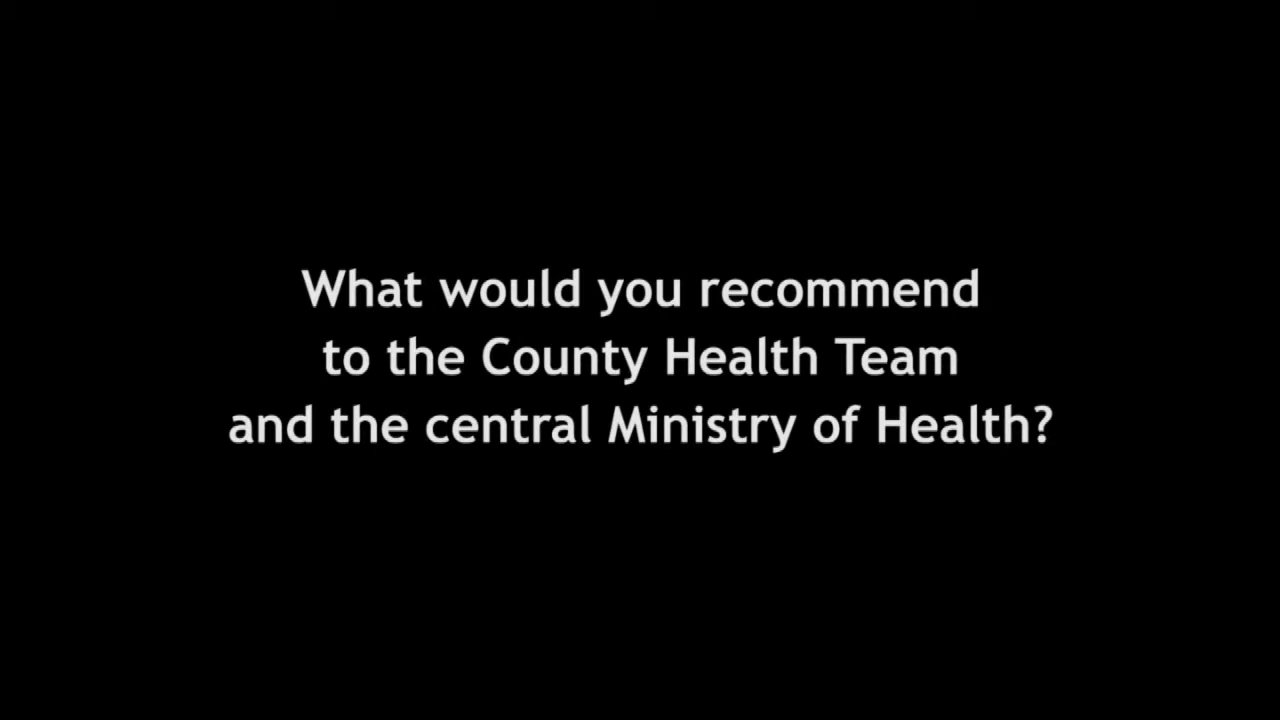 What would you recommend
to the County Health Team
and the central Ministry of Health?